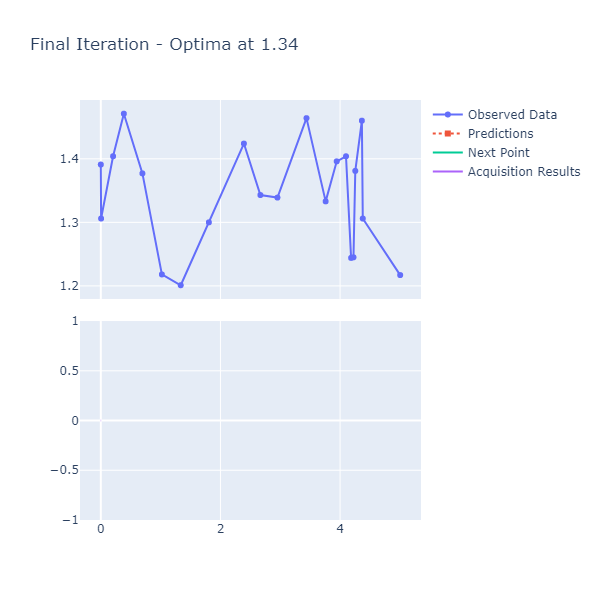 Final Iteration - Optima at 1.34
Observed Data
Predictions
Next Point
Acquisition Results
1.4
1.3
1.2
1
0.5
0
−0.5
−1
0
2
4